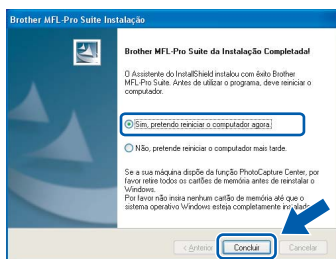 Brother MFL-Pro Suite Instalação
Brother MFL-Pro Suite da Instalação Completada!
O Assistente do InstallShield instalou com êxito Brother
MFL-Pro Suite. Antes de utilizar o programa, deve reiniciar o
computador.
Sim, pretendo reiniciar o computador agora.
Não, pretende reiniciar o computador mais tarde.
Se a sua máquina dispõe da função PhotoCapture Center, por
favor retire todos os cartões de memória antes de reinstalar o
Windows.
Por favor não insira nenhum cartão de memória até que o
sistema operativo Windows esteja completamente instalado.
< Anterior
Concluir
Cancelar